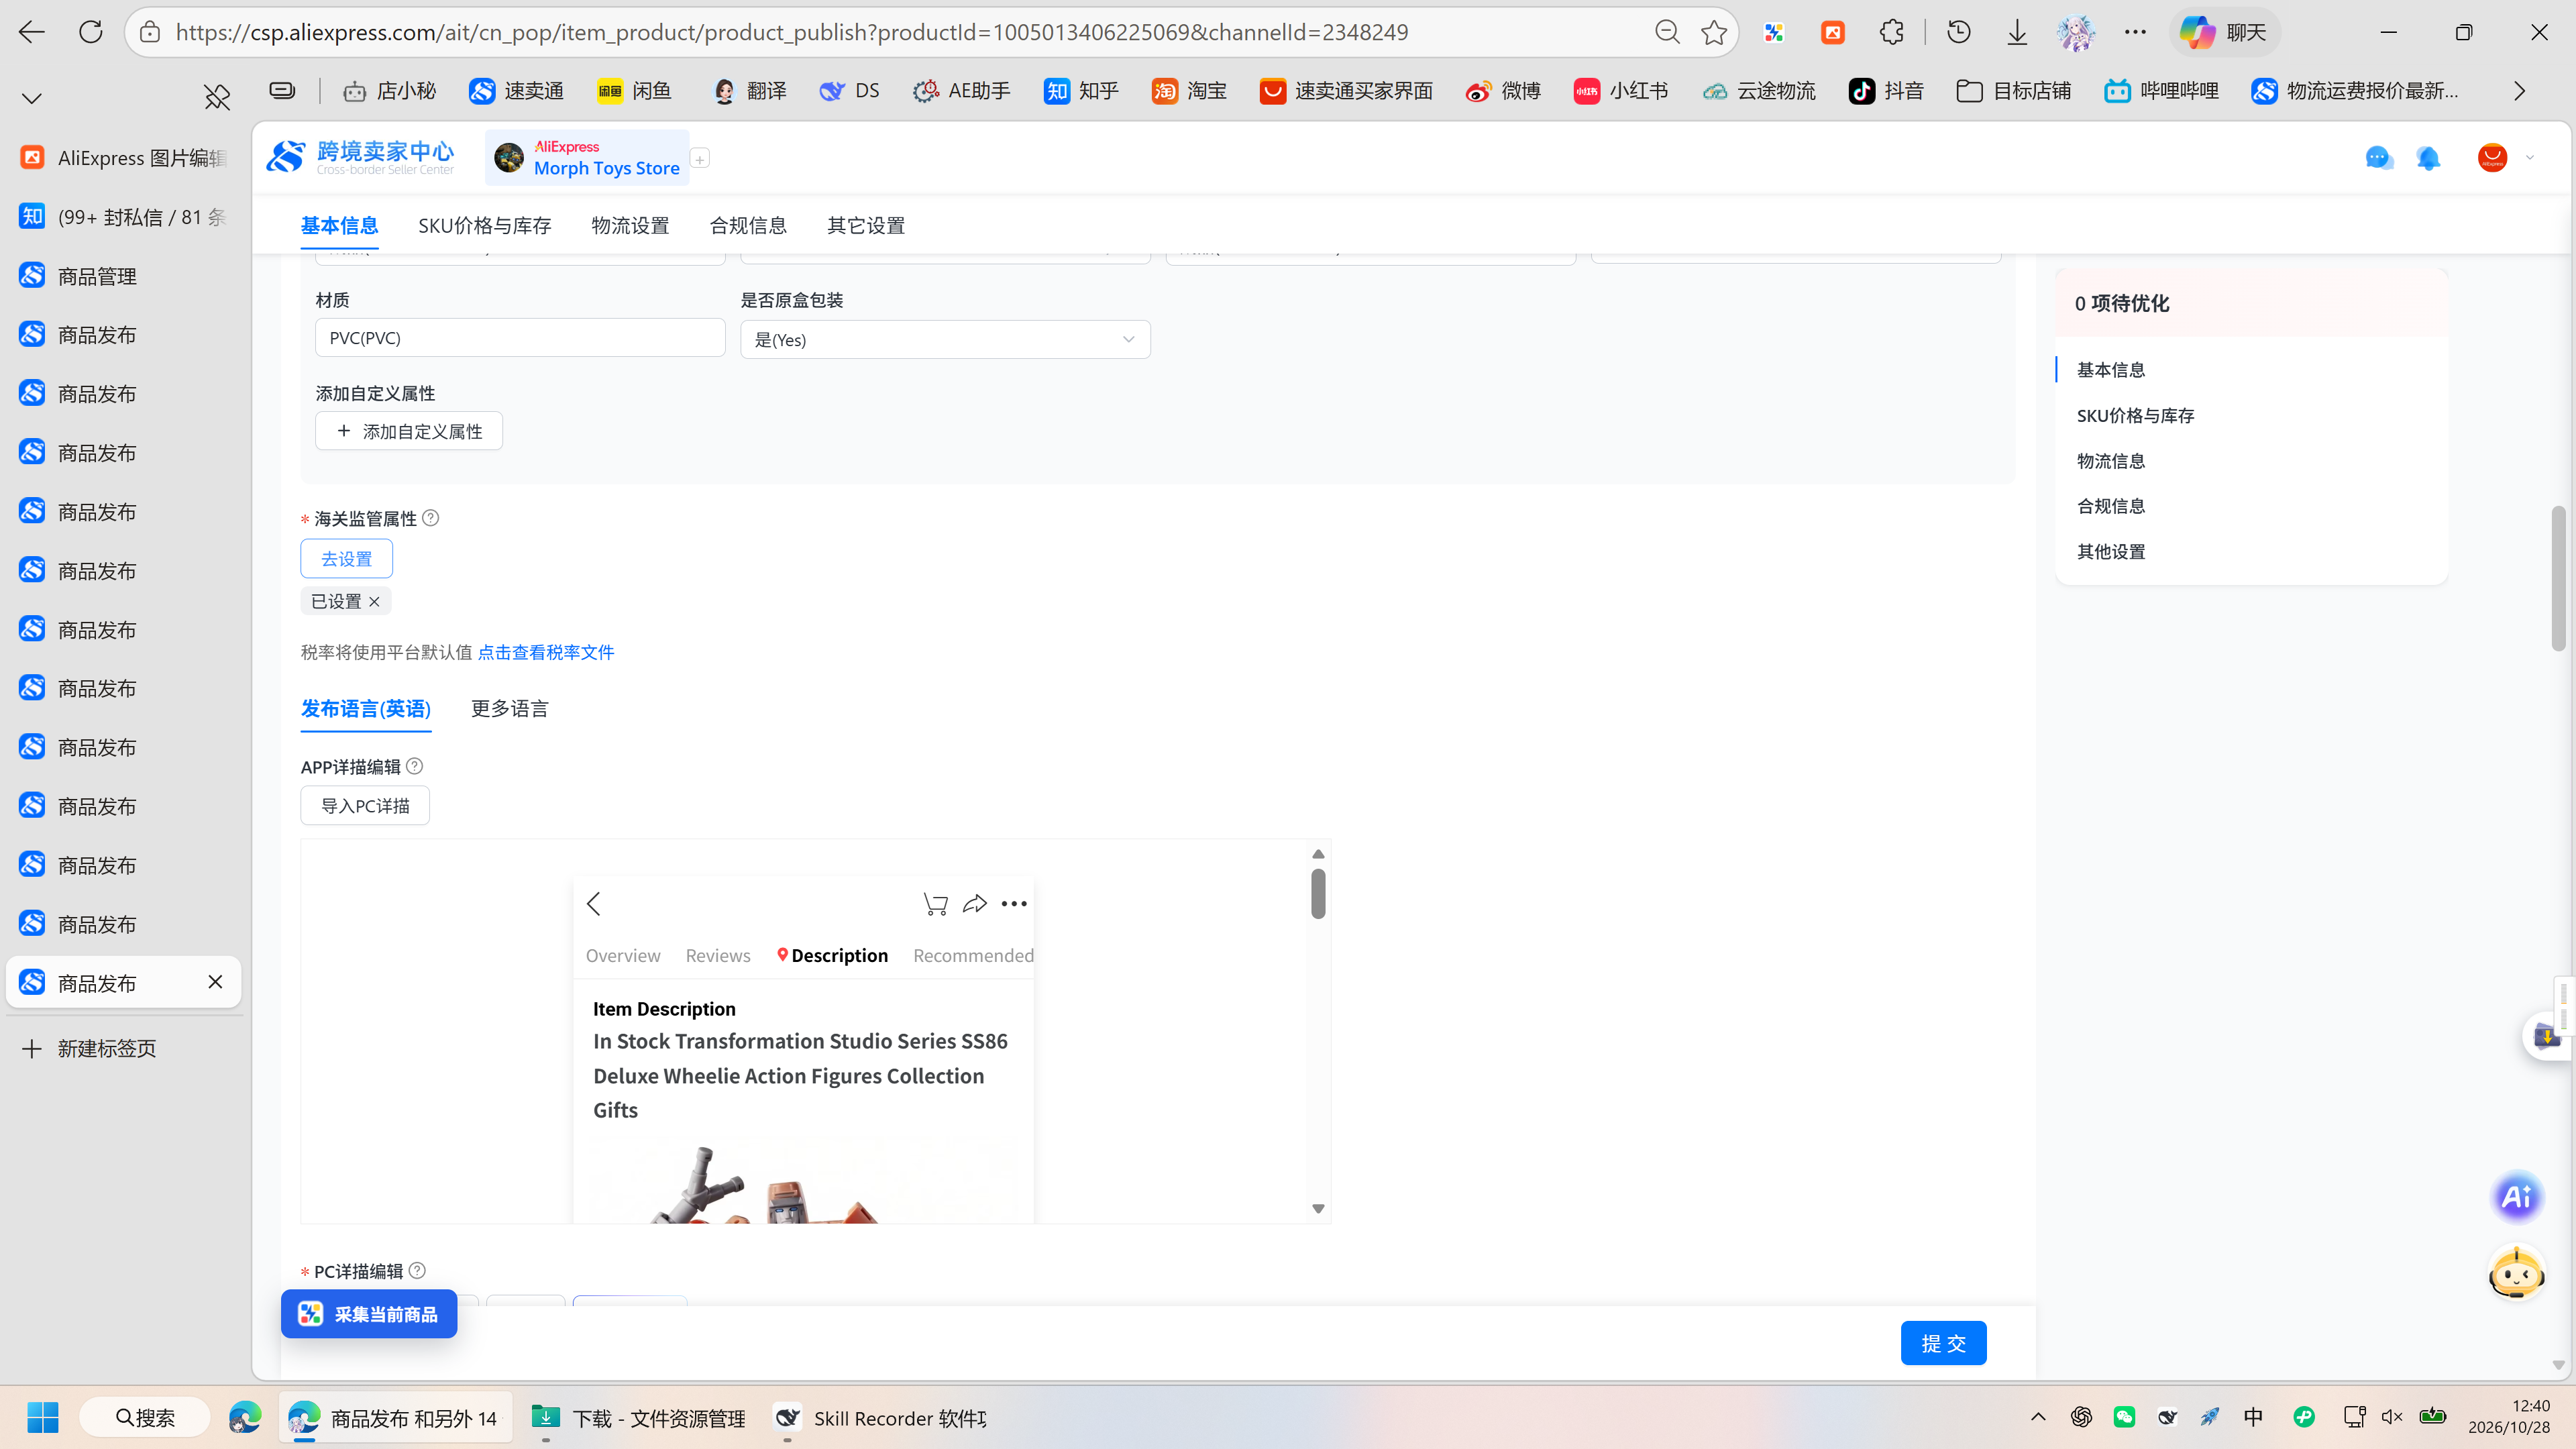 https://csp.aliexpress.com/ait/cn_pop/item_product/product_publish?productId=1005013406225069&channelId=2348249
聊天
店小秘
速卖通
闲鱼
翻译
DS
AE助手
知乎
淘宝
速卖通买家界面
微博
小红书
云途物流
抖音
目标店铺
哔哩哔哩
物流运费报价最新...
AliExpress 图片编辑
(99+ 封私信 / 81 条
商品管理
商品发布
商品发布
商品发布
商品发布
商品发布
商品发布
商品发布
商品发布
商品发布
商品发布
商品发布
商品发布
新建标签页
跨境卖家中心
Cross-border Seller Center
AliExpress
Morph Toys Store
基本信息
SKU价格与库存
物流设置
合规信息
其它设置
材质
是否原盒包装
PVC(PVC)
是(Yes)
添加自定义属性
添加自定义属性
* 海关监管属性
去设置
已设置
税率将使用平台默认值 点击查看税率文件
发布语言(英语)
更多语言
APP详描编辑
导入PC详描
Overview
Reviews
Description
Recommended
Item Description
In Stock Transformation Studio Series SS86
Deluxe Wheelie Action Figures Collection
Gifts
* PC详描编辑
采集当前商品
提 交
0 项待优化
基本信息
SKU价格与库存
物流信息
合规信息
其他设置
Ai
搜索
商品发布 和另外 14
下载 - 文件资源管理
Skill Recorder 软件
中
12:40
2026/10/28